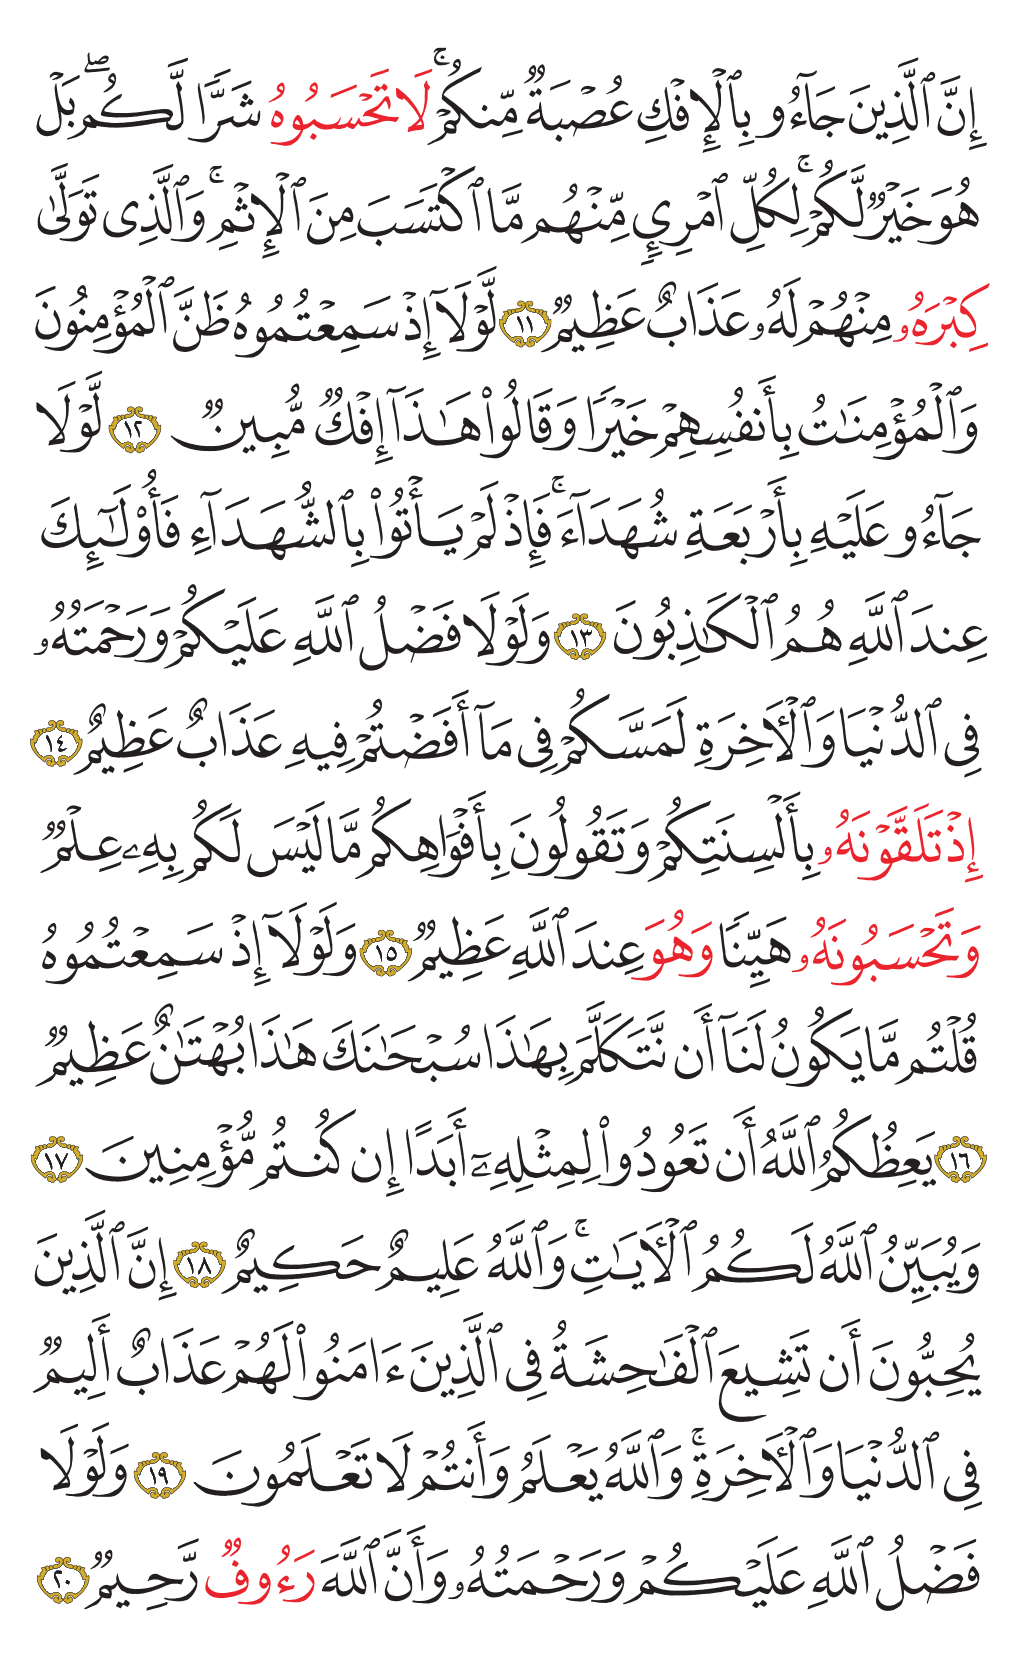 إِنَّ ٱلَّذِينَ جَآءُو بِٱلْإِفْكِ عُصْبَةٌ مِّنكُمْ ۚ لَا تَحْسَبُوهُ شَرًّا لَّكُم ۖ بَلْ
هُوَ خَيْرٌ لَّكُمْ ۚ لِكُلِّ ٱمْرِئٍ مِّنْهُم مَّا ٱكْتَسَبَ مِنَ ٱلْإِثْمِ ۚ وَٱلَّذِى تَوَلَّىٰ
كِبْرَهُۥ مِنْهُمْ لَهُۥ عَذَابٌ عَظِيمٌ ١١ لَّوْلَآ إِذْ سَمِعْتُمُوهُ ظَنَّ ٱلْمُؤْمِنُونَ
وَٱلْمُؤْمِنَـٰتُ بِأَنفُسِهِمْ خَيْرًا وَقَالُوا۟ هَـٰذَآ إِفْكٌ مُّبِينٌ ١٢ لَّوْلَا
جَآءُو عَلَيْهِ بِأَرْبَعَةِ شُهَدَآءَ ۚ فَإِذْ لَمْ يَأْتُوا۟ بِٱلشُّهَدَآءِ فَأُو۟لَـٰٓئِكَ
عِندَ ٱللَّهِ هُمُ ٱلْكَـٰذِبُونَ ١٣ وَلَوْلَا فَضْلُ ٱللَّهِ عَلَيْكُمْ وَرَحْمَتُهُۥ
فِى ٱلدُّنْيَا وَٱلْـَٔاخِرَةِ لَمَسَّكُمْ فِى مَآ أَفَضْتُمْ فِيهِ عَذَابٌ عَظِيمٌ ١٤
إِذْ تَلَقَّوْنَهُۥ بِأَلْسِنَتِكُمْ وَتَقُولُونَ بِأَفْوَاهِكُم مَّا لَيْسَ لَكُم بِهِۦ عِلْمٌ
وَتَحْسَبُونَهُۥ هَيِّنًا وَهُوَ عِندَ ٱللَّهِ عَظِيمٌ ١٥ وَلَوْلَآ إِذْ سَمِعْتُمُوهُ
قُلْتُم مَّا يَكُونُ لَنَآ أَن نَّتَكَلَّمَ بِهَـٰذَا سُبْحَـٰنَكَ هَـٰذَا بُهْتَـٰنٌ عَظِيمٌ
١٦ يَعِظُكُمُ ٱللَّهُ أَن تَعُودُوا۟ لِمِثْلِهِۦٓ أَبَدًا إِن كُنتُم مُّؤْمِنِينَ ١٧
وَيُبَيِّنُ ٱللَّهُ لَكُمُ ٱلْـَٔايَـٰتِ ۚ وَٱللَّهُ عَلِيمٌ حَكِيمٌ ١٨ إِنَّ ٱلَّذِينَ
يُحِبُّونَ أَن تَشِيعَ ٱلْفَـٰحِشَةُ فِى ٱلَّذِينَ ءَامَنُوا۟ لَهُمْ عَذَابٌ أَلِيمٌ
فِى ٱلدُّنْيَا وَٱلْـَٔاخِرَةِ ۚ وَٱللَّهُ يَعْلَمُ وَأَنتُمْ لَا تَعْلَمُونَ ١٩ وَلَوْلَا
فَضْلُ ٱللَّهِ عَلَيْكُمْ وَرَحْمَتُهُۥ وَأَنَّ ٱللَّهَ رَءُوفٌ رَّحِيمٌ ٢٠